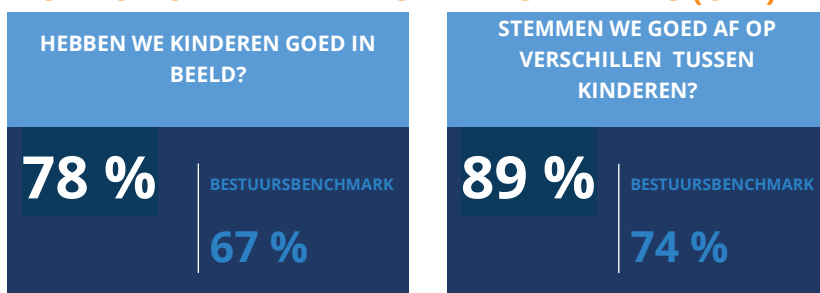 HEBBEN WE KINDEREN GOED IN
BEELD?
78 %
BESTUURSBENCHMARK
67 %
STEMMEN WE GOED AF OP
VERSCHILLEN TUSSEN
KINDEREN?
89 %
BESTUURSBENCHMARK
74 %